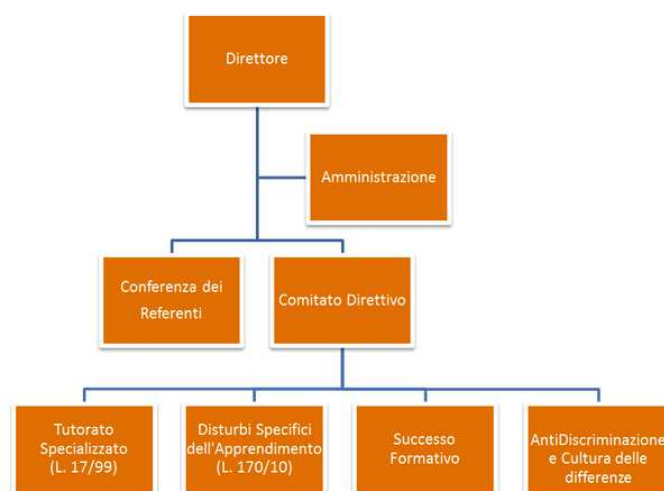 Direttore
Amministrazione
Conferenza dei
Referenti
Comitato Direttivo
Tutorato
Specializzato
(L. 17/99)
Disturbi Specifici
dell'Apprendimento
(L. 170/10)
Successo
Formativo
AntiDiscriminazione
e Cultura delle
differenze